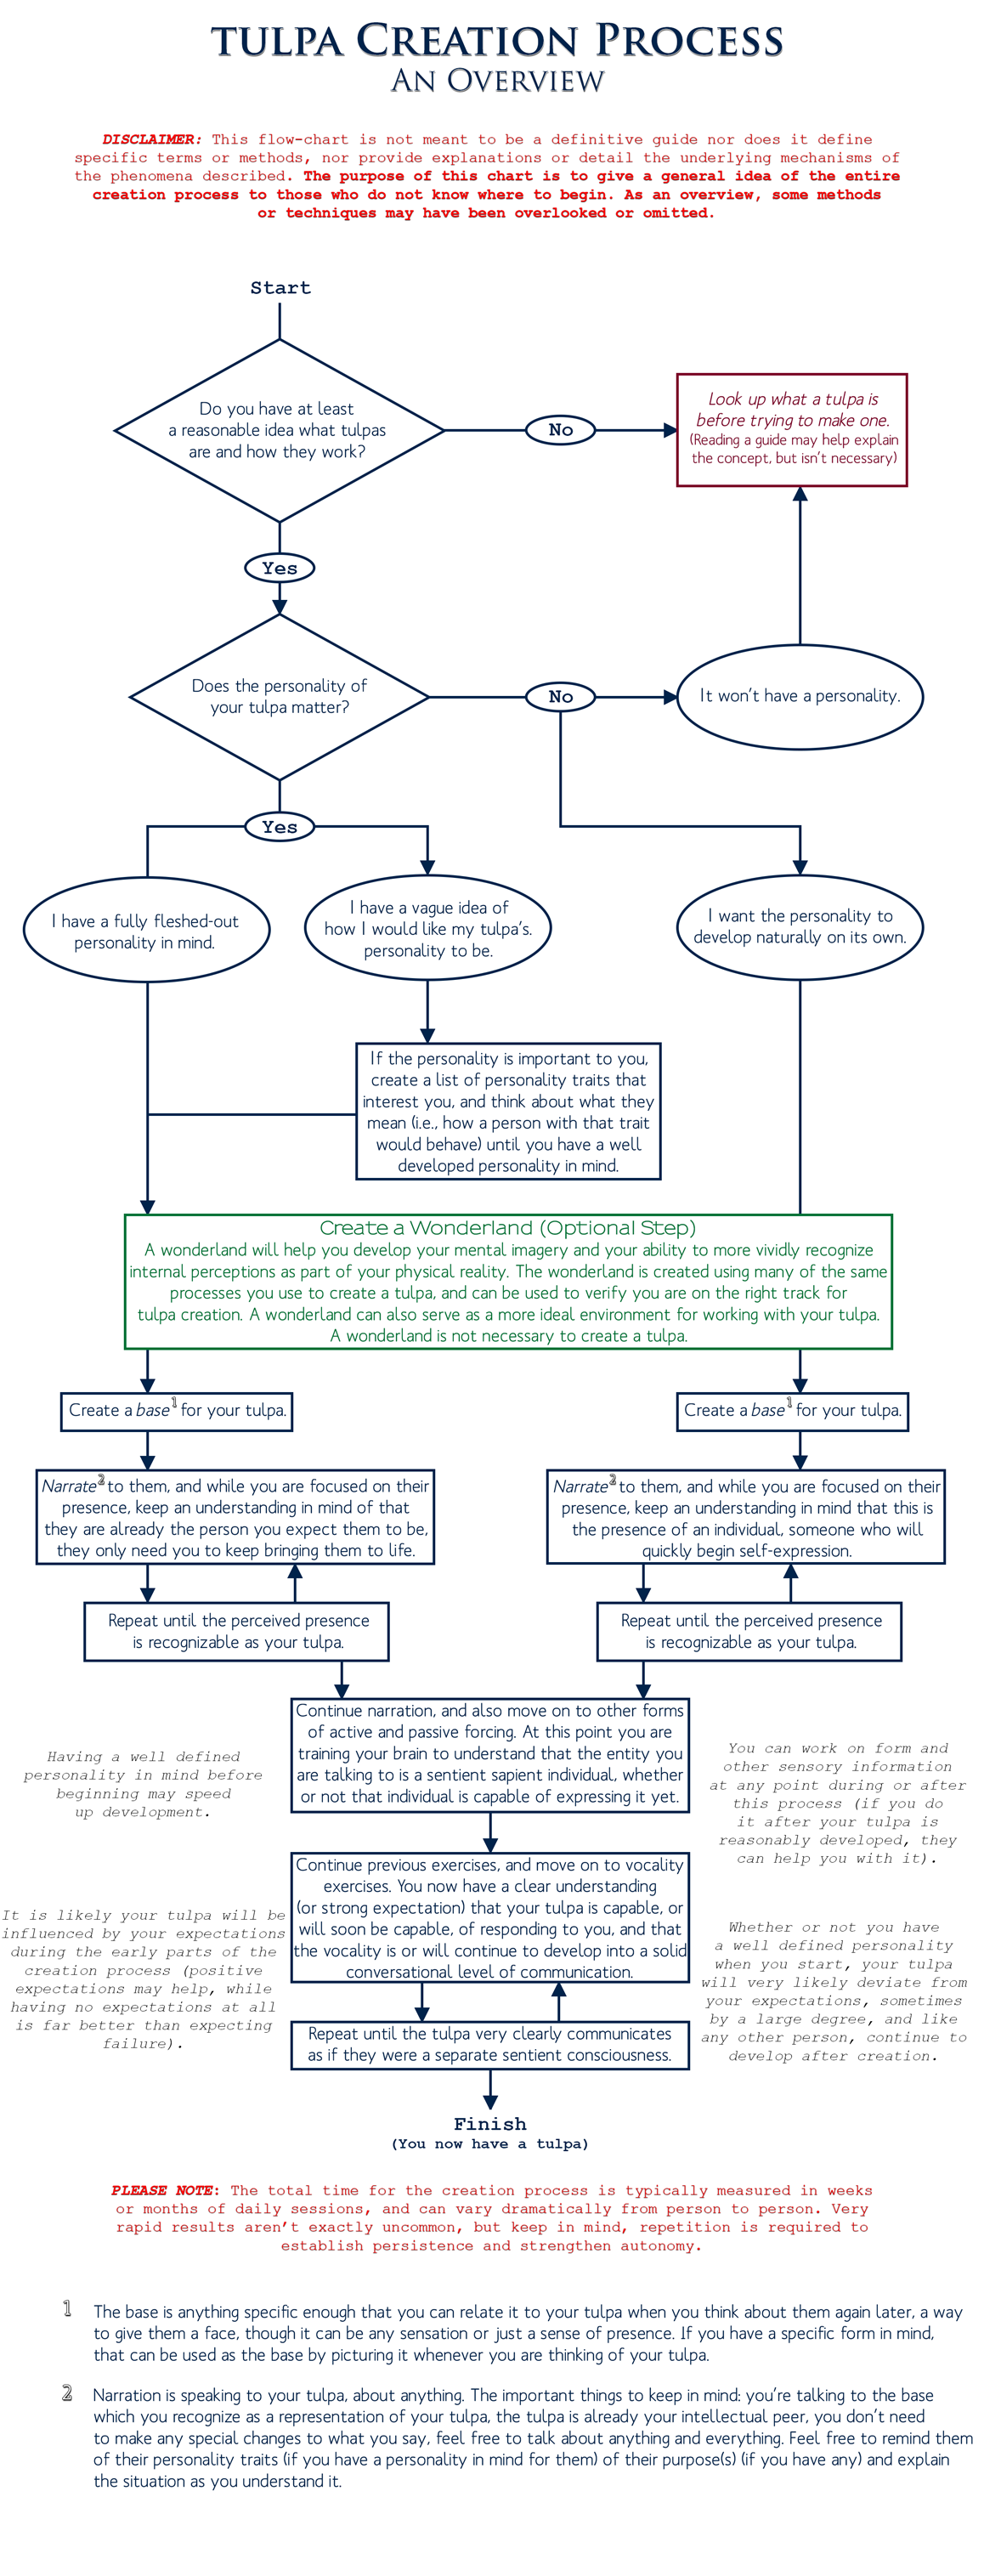 TULPA CREATION PROCESS
AN OVERVIEW
DISCLAIMER: This flow-chart is not meant to be a definitive guide nor does it define
specific terms or methods, nor provide explanations or detail the underlying mechanisms of
the phenomena described. The purpose of this chart is to give a general idea of the entire
creation process to those who do not know where to begin. As an overview, some methods
or techniques may have been overlooked or omitted.
Start
Do you have at least
a reasonable idea what tulpas
are and how they work?
No
Look up what a tulpa is
before trying to make one.
(Reading a guide may help explain
the concept, but isn't necessary)
Yes
Does the personality of
your tulpa matter?
No
It won't have a personality.
Yes
I have a fully fleshed-out
personality in mind.
I have a vague idea of
how I would like my tulpa's.
personality to be.
I want the personality to
develop naturally on its own.
If the personality is important to you,
create a list of personality traits that
interest you, and think about what they
mean (i.e., how a person with that trait
would behave) until you have a well
developed personality in mind.
Create a Wonderland (Optional Step)
A wonderland will help you develop your mental imagery and your ability to more vividly recognize
internal perceptions as part of your physical reality. The wonderland is created using many of the same
processes you use to create a tulpa, and can be used to verify you are on the right track for
tulpa creation. A wonderland can also serve as a more ideal environment for working with your tulpa.
A wonderland is not necessary to create a tulpa.
Create a base1 for your tulpa.
Create a base1 for your tulpa.
Narrate2 to them, and while you are focused on their
presence, keep an understanding in mind of that
they are already the person you expect them to be,
they only need you to keep bringing them to life.
Narrate2 to them, and while you are focused on their
presence, keep an understanding in mind that this is
the presence of an individual, someone who will
quickly begin self-expression.
Repeat until the perceived presence
is recognizable as your tulpa.
Repeat until the perceived presence
is recognizable as your tulpa.
Continue narration, and also move on to other forms
of active and passive forcing. At this point you are
training your brain to understand that the entity you
are talking to is a sentient sapient individual, whether
or not that individual is capable of expressing it yet.
Having a well defined
personality in mind before
beginning may speed
up development.
You can work on form and
other sensory information
at any point during or after
this process (if you do
it after your tulpa is
reasonably developed, they
can help you with it).
Continue previous exercises, and move on to vocality
exercises. You now have a clear understanding
(or strong expectation) that your tulpa is capable, or
will soon be capable, of responding to you, and that
the vocality is or will continue to develop into a solid
conversational level of communication.
It is likely your tulpa will be
influenced by your expectations
during the early parts of the
creation process (positive
expectations may help, while
having no expectations at all
is far better than expecting
failure).
Whether or not you have
a well defined personality
when you start, your tulpa
will very likely deviate from
your expectations, sometimes
by a large degree, and like
any other person, continue to
develop after creation.
Repeat until the tulpa very clearly communicates
as if they were a separate sentient consciousness.
Finish
(You now have a tulpa)
PLEASE NOTE: The total time for the creation process is typically measured in weeks
or months of daily sessions, and can vary dramatically from person to person. Very
rapid results aren't exactly uncommon, but keep in mind, repetition is required to
establish persistence and strengthen autonomy.
1 The base is anything specific enough that you can relate it to your tulpa when you think about them again later, a way
to give them a face, though it can be any sensation or just a sense of presence. If you have a specific form in mind,
that can be used as the base by picturing it whenever you are thinking of your tulpa.
2 Narration is speaking to your tulpa, about anything. The important things to keep in mind: you're talking to the base
which you recognize as a representation of your tulpa, the tulpa is already your intellectual peer, you don't need
to make any special changes to what you say, feel free to talk about anything and everything. Feel free to remind them
of their personality traits (if you have a personality in mind for them) of their purpose(s) (if you have any) and explain
the situation as you understand it.